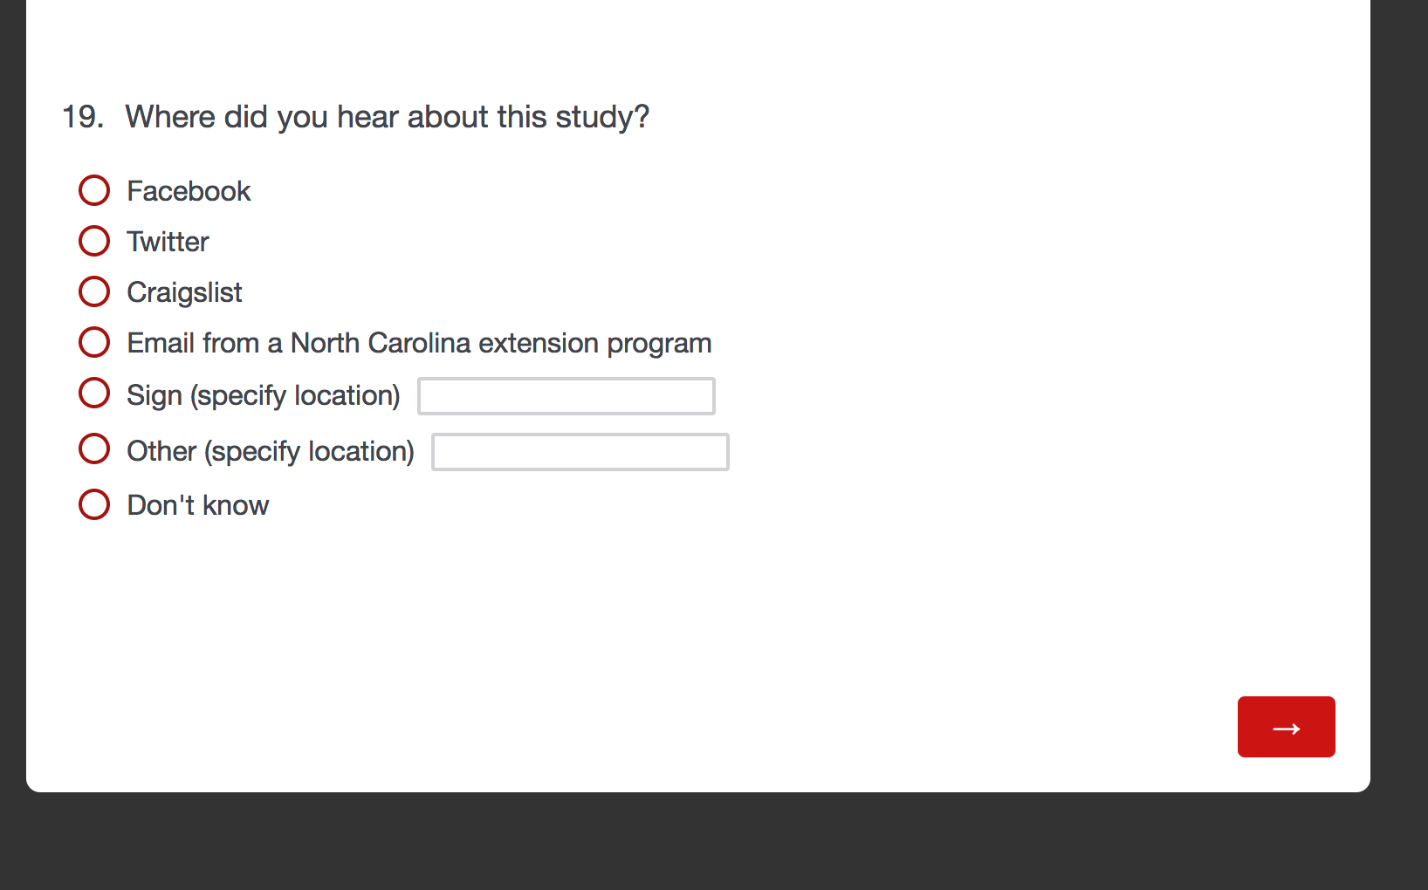 19. Where did you hear about this study?
Facebook
Twitter
Craigslist
Email from a North Carolina extension program
Sign (specify location)
Other (specify location)
Don't know
→